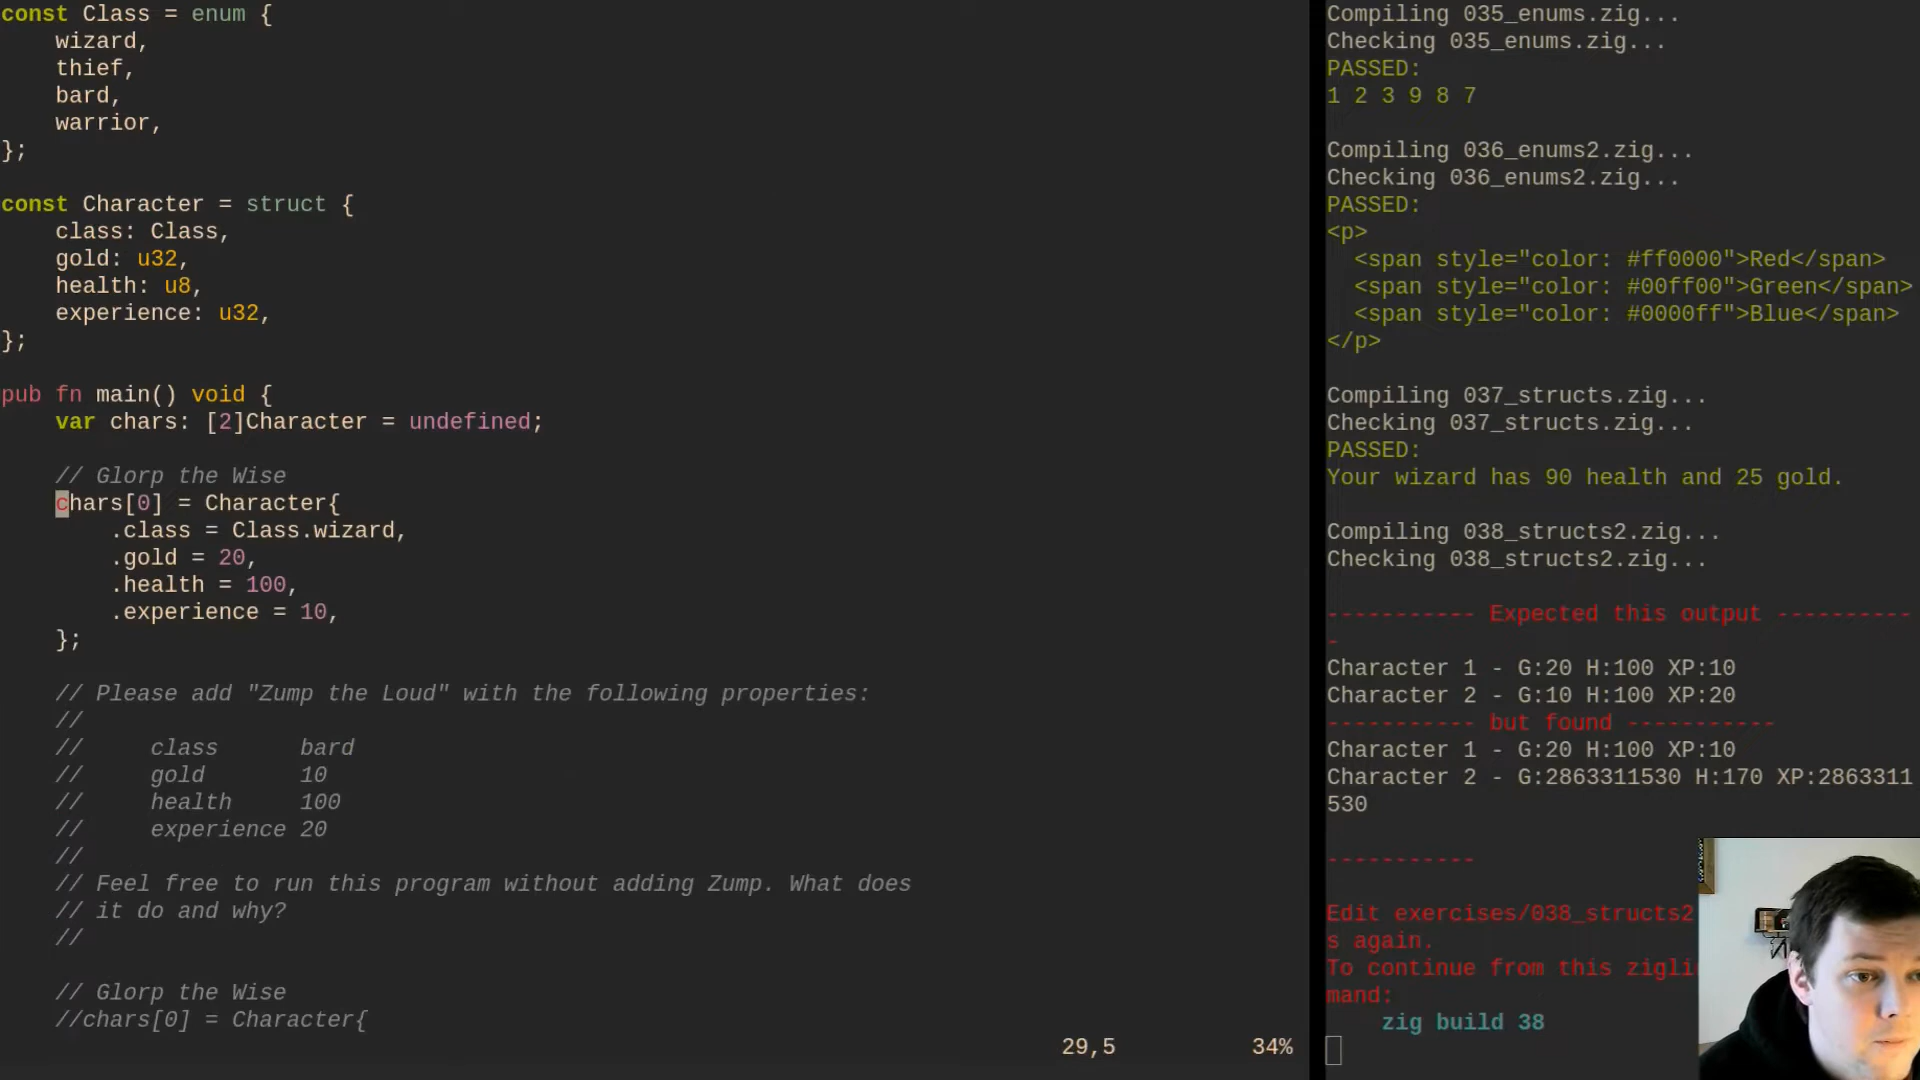 const Class = enum {
    wizard,
    thief,
    bard,
    warrior,
};

const Character = struct {
    class: Class,
    gold: u32,
    health: u8,
    experience: u32,
};

pub fn main() void {
    var chars: [2]Character = undefined;

    // Glorp the Wise
    chars[0] = Character{
        .class = Class.wizard,
        .gold = 20,
        .health = 100,
        .experience = 10,
    };

    // Please add "Zump the Loud" with the following properties:
    //
    //     class      bard
    //     gold       10
    //     health     100
    //     experience 20
    //
    // Feel free to run this program without adding Zump. What does
    // it do and why?
    //

    // Glorp the Wise
    //chars[0] = Character{
29,5          34%
Compiling 035_enums.zig...
Checking 035_enums.zig...
PASSED:
1 2 3 9 8 7

Compiling 036_enums2.zig...
Checking 036_enums2.zig...
PASSED:
<p>
  <span style="color: #ff0000">Red</span>
  <span style="color: #00ff00">Green</span>
  <span style="color: #0000ff">Blue</span>
</p>

Compiling 037_structs.zig...
Checking 037_structs.zig...
PASSED:
Your wizard has 90 health and 25 gold.

Compiling 038_structs2.zig...
Checking 038_structs2.zig...

----------- Expected this output ----------
-
Character 1 - G:20 H:100 XP:10
Character 2 - G:10 H:100 XP:20
----------- but found -----------
Character 1 - G:20 H:100 XP:10
Character 2 - G:2863311530 H:170 XP:2863311
530

-----------

Edit exercises/038_structs2
s again.
To continue from this zigli
mand:
    zig build 38